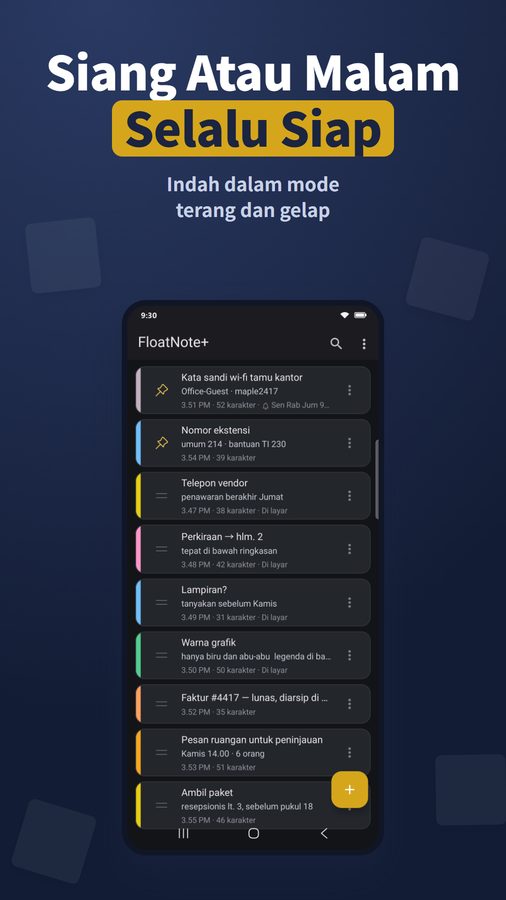 Siang Atau Malam
Selalu Siap
Indah dalam mode
terang dan gelap
9:30
FloatNote+
Kata sandi wi-fi tamu kantor
Office-Guest · maple2417
3.51 PM · 52 karakter · Sen Rab Jum 9...
Nomor ekstensi
umum 214 · bantuan TI 230
3.54 PM · 39 karakter
Telepon vendor
penawaran berakhir Jumat
3.47 PM · 38 karakter · Di layar
Perkiraan → hlm. 2
tepat di bawah ringkasan
3.48 PM · 42 karakter · Di layar
Lampiran?
tanyakan sebelum Kamis
3.49 PM · 31 karakter · Di layar
Warna grafik
hanya biru dan abu-abu legenda di ba...
3.50 PM · 50 karakter · Di layar
Faktur #4417 — lunas, diarsip di ...
3.52 PM · 35 karakter
Pesan ruangan untuk peninjauan
Kamis 14.00 · 6 orang
3.53 PM · 51 karakter
Ambil paket
resepsionis lt. 3, sebelum pukul 18
3.55 PM · 46 karakter